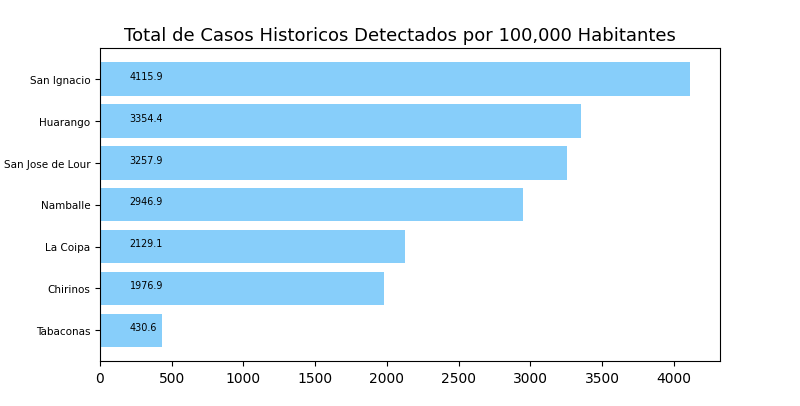 Total de Casos Historicos Detectados por 100,000 Habitantes
San Ignacio 4115.9
Huarango 3354.4
San Jose de Lour 3257.9
Namballe 2946.9
La Coipa 2129.1
Chirinos 1976.9
Tabaconas 430.6
0 500 1000 1500 2000 2500 3000 3500 4000